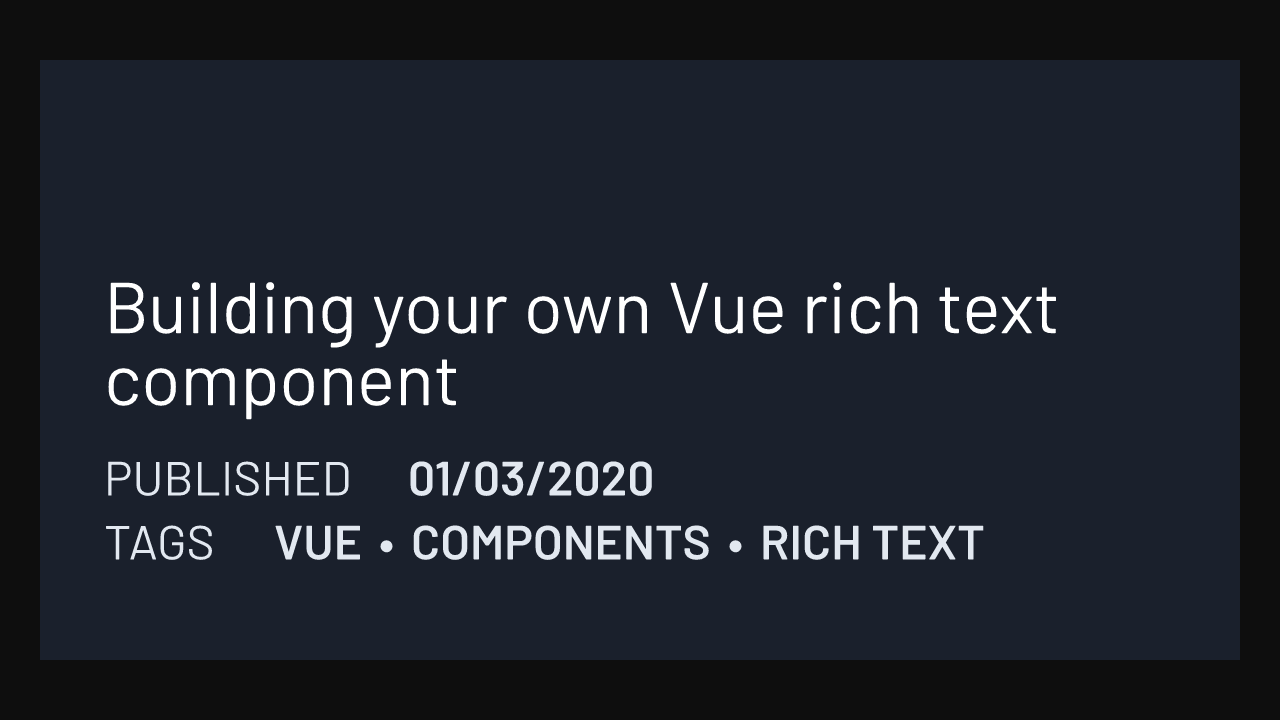 Building your own Vue rich text
component
PUBLISHED 01/03/2020
TAGS VUE • COMPONENTS • RICH TEXT